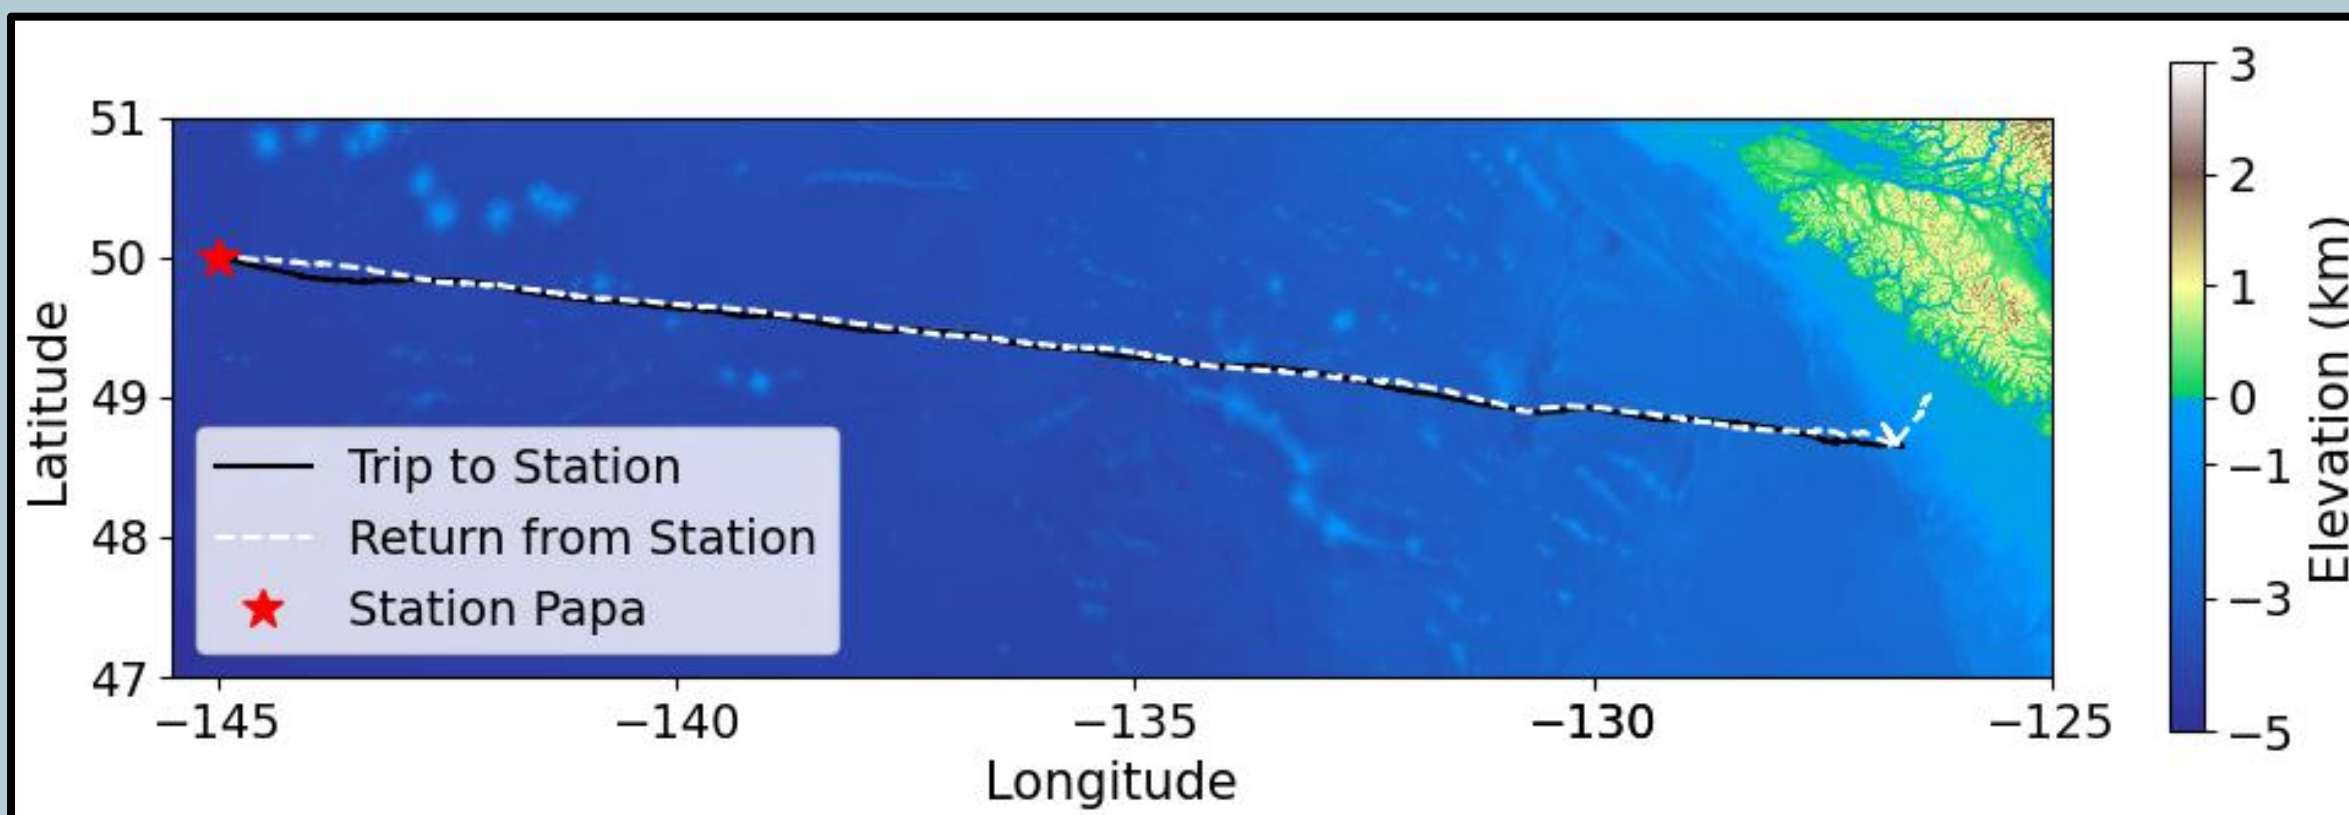 51
50
49
48
47
Latitude
Trip to Station
Return from Station
Station Papa
−145
−140
−135
−130
−125
Longitude
3
2
1
0
−1
−3
−5
Elevation (km)